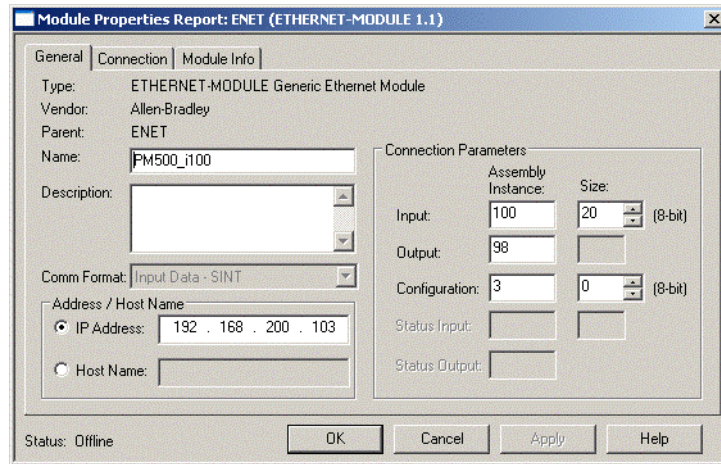 Module Properties Report: ENET (ETHERNET-MODULE 1.1)
General Connection Module Info
Type: ETHERNET-MODULE Generic Ethernet Module
Vendor: Allen-Bradley
Parent: ENET
Name: PM500_i100
Description:
Comm Format: Input Data - SINT
Address / Host Name
IP Address: 192 . 168 . 200 . 103
Host Name:
Connection Parameters
Assembly
Instance: Size:
Input: 100 20 (8-bit)
Output: 98
Configuration: 3 0 (8-bit)
Status Input:
Status Output:
Status: Offline OK Cancel Apply Help